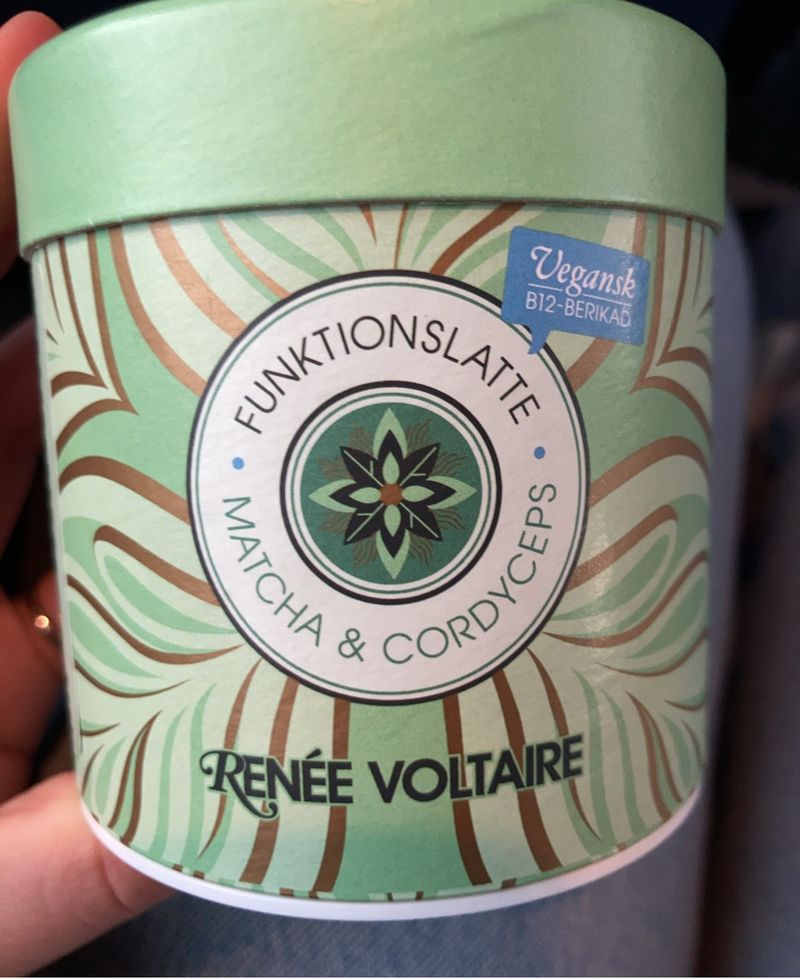 Vegansk
B12-BERIKAD
FUNKTIONSLATTE
MATCHA & CORDYCEPS
RENÉE VOLTAIRE